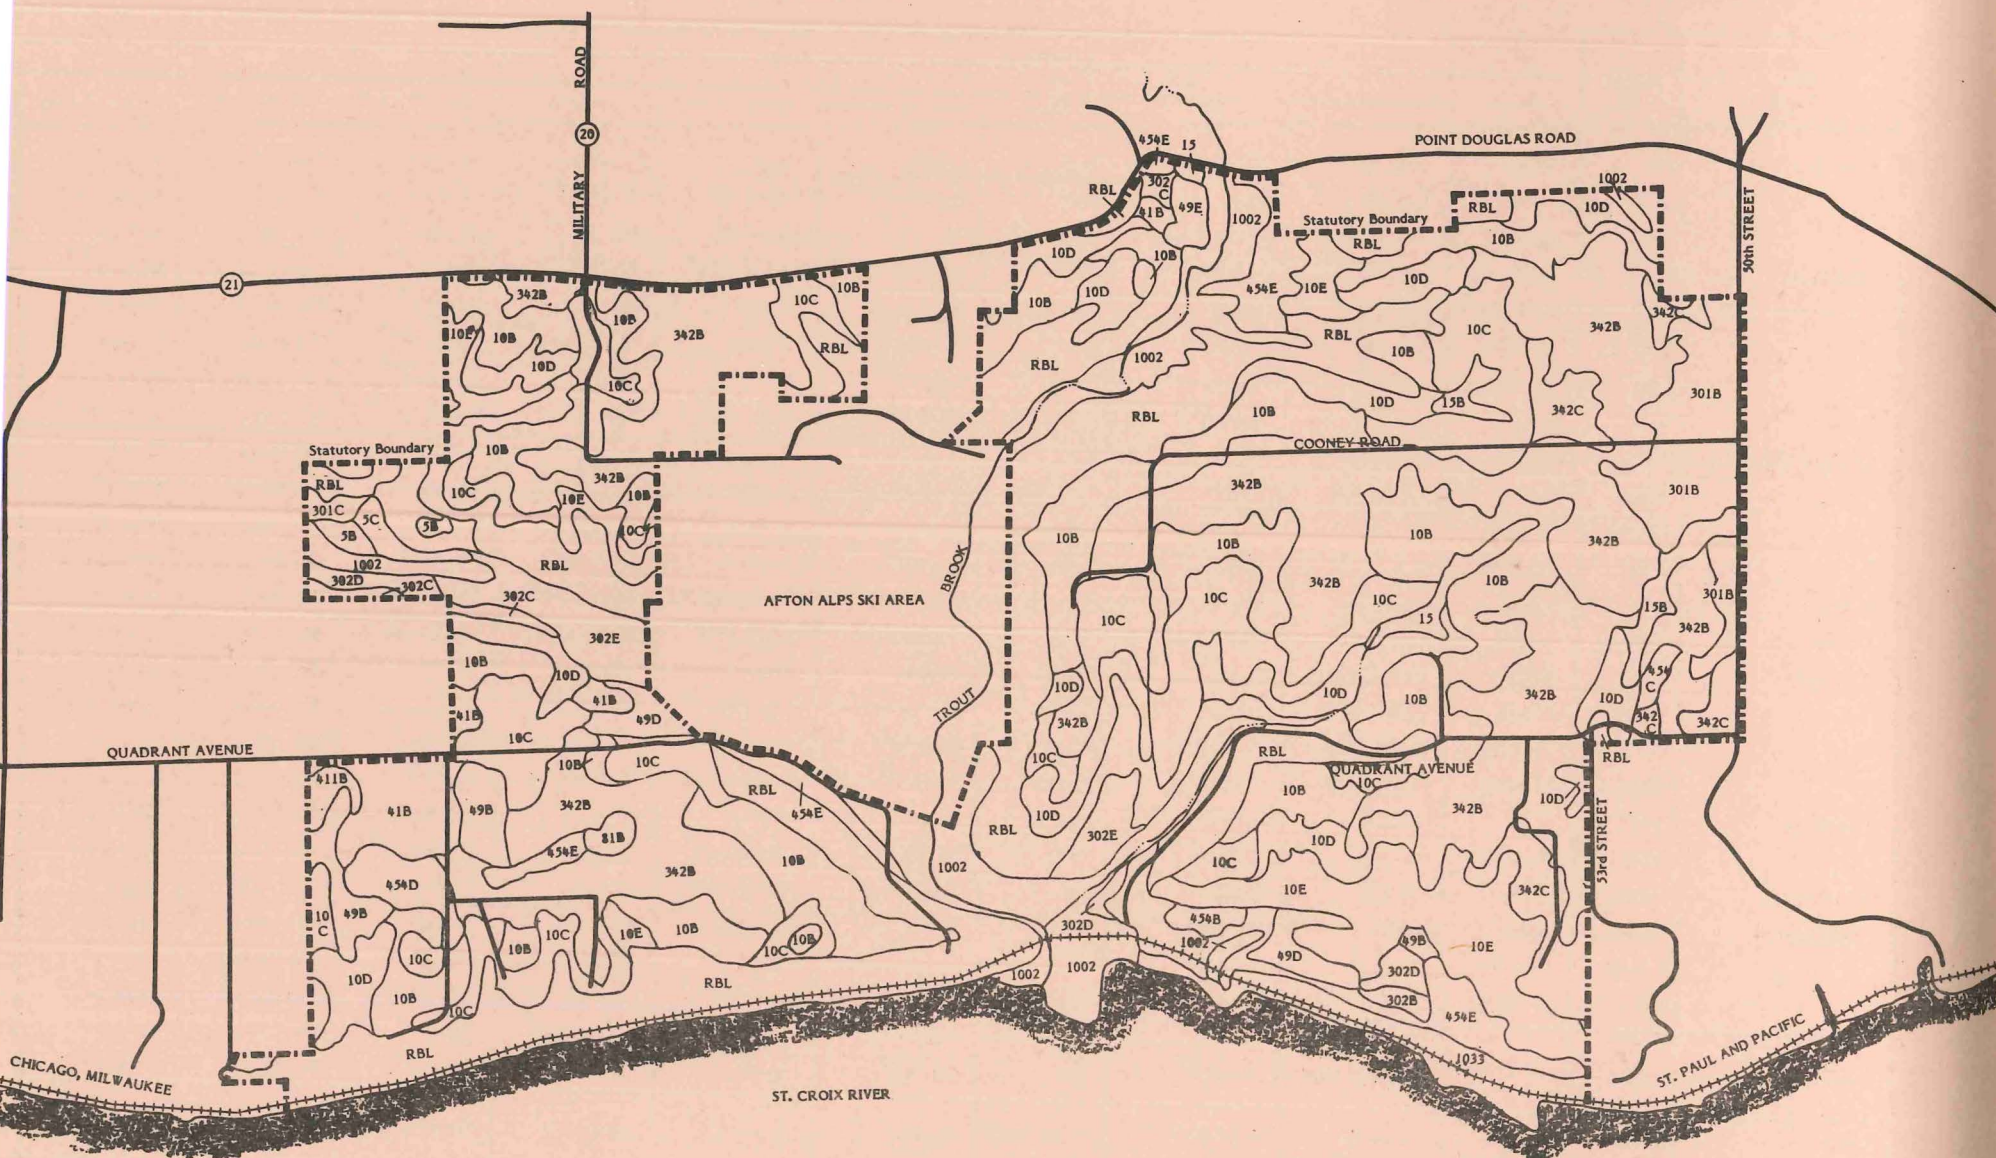 MILITARY ROAD
20
POINT DOUGLAS ROAD
454E
15
RBL
302
C
41B
49E
1002
1002
RBL
10D
50th STREET
Statutory Boundary
RBL
10B
10D
10B
21
342B
10B
342B
10C
10B
RBL
10E
10B
10D
10C
10B
10D
454E
10E
10D
RBL
10C
342B
342C
10B
RBL
1002
301B
RBL
10B
10D
15B
342C
COONEY ROAD
Statutory Boundary
RBL
10B
10C
342B
10E
10B
10C
342B
301B
301C
5C
5B
5B
1002
302D
302C
RBL
302C
302E
10B
10B
10B
342B
342B
10B
AFTON ALPS SKI AREA
TROUT BROOK
10C
10C
10C
15
15B
301B
342B
10B
10D
41B
49D
41B
10C
10D
342B
10C
10D
10B
342B
10D
454
C
342
C
342C
QUADRANT AVENUE
RBL
QUADRANT AVENUE
RBL
411B
41B
49B
10B
10C
342B
RBL
454E
454E
81B
10B
342B
RBL
10D
302E
10B
10C
342B
10D
10D
10C
53rd STREET
454D
49B
10
C
1002
10E
342C
10C
10B
10C
10E
10B
10C
10B
302D
454B
1002
49D
49B
10E
10D
10B
10C
RBL
1002
1002
302D
302B
454E
RBL
1033
CHICAGO, MILWAUKEE
ST. PAUL AND PACIFIC
ST. CROIX RIVER